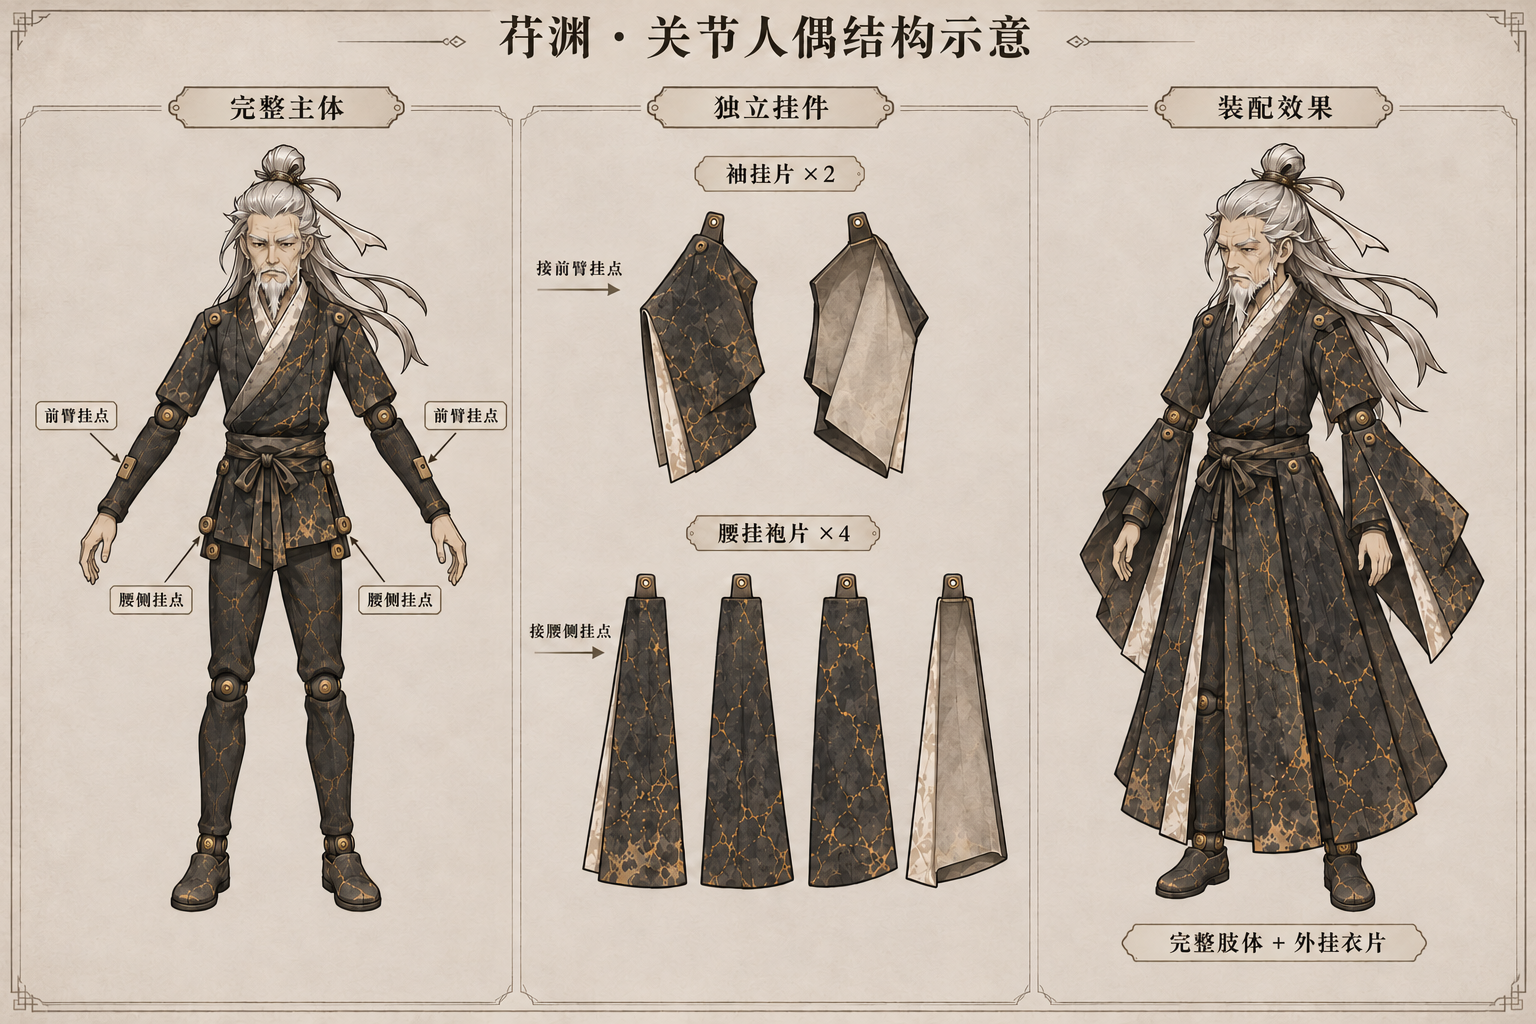 荇渊·关节人偶结构示意
完整主体
前臂挂点
前臂挂点
腰侧挂点
腰侧挂点
独立挂件
袖挂片 ×2
接前臂挂点
腰挂袍片 ×4
接腰侧挂点
装配效果
完整肢体 + 外挂衣片